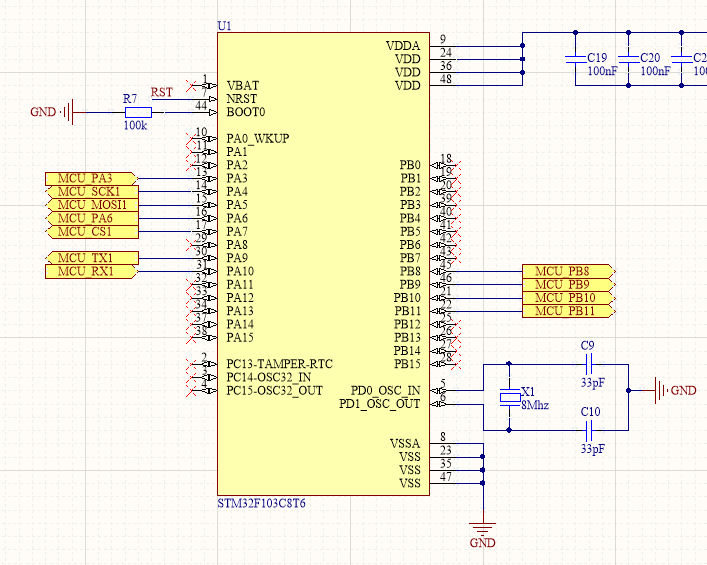 U1
VDDA 9
VDD 24
VDD 36
VDD 48
C19
100nF
C20
100nF
100nF
1 VBAT
RST 7 NRST
GND R7 100k 44 BOOT0
10 PA0_WKUP
11 PA1
12 PA2
MCU_PA3 13 PA3
MCU_SCK1 14 PA4
MCU_MOSI1 15 PA5
MCU_PA6 16 PA6
MCU_CS1 17 PA7
29 PA8
MCU_TX1 30 PA9
MCU_RX1 31 PA10
32 PA11
33 PA12
34 PA13
37 PA14
38 PA15
2 PC13-TAMPER-RTC
3 PC14-OSC32_IN
4 PC15-OSC32_OUT
PB0 18
PB1 19
PB2 20
PB3 39
PB4 40
PB5 41
PB6 42
PB7 43
PB8 45 MCU_PB8
PB9 46 MCU_PB9
PB10 21 MCU_PB10
PB11 22 MCU_PB11
PB12 25
PB13 26
PB14 27
PB15 28
PD0_OSC_IN 5
PD1_OSC_OUT 6
X1
8Mhz
C9
33pF
C10
33pF
GND
VSSA 8
VSS 23
VSS 35
VSS 47
GND
STM32F103C8T6